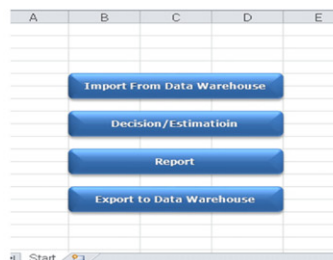 A B C D E
Import From Data Warehouse
Decision/Estimatioin
Report
Export to Data Warehouse
Start